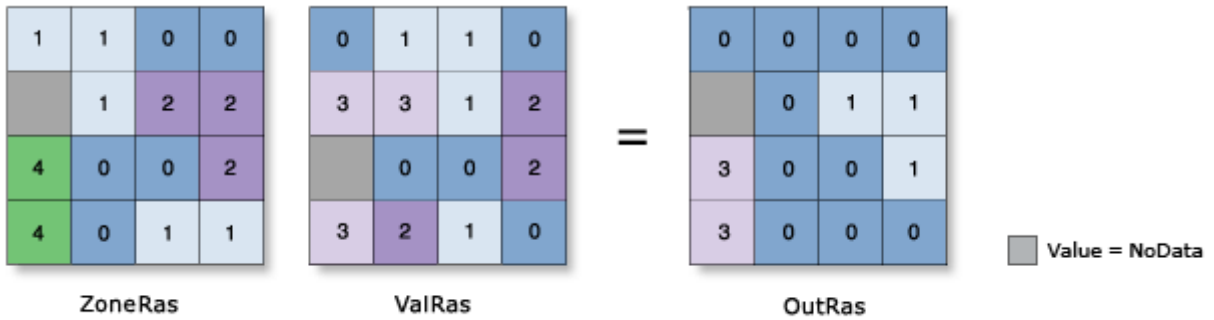 1 1 0 0 0 1 1 0 0 0 0 0
1 2 2 3 3 1 2 = 0 1 1
4 0 0 2 0 0 2 3 0 0 1
4 0 1 1 3 2 1 0 3 0 0 0
Value = NoData
ZoneRas ValRas OutRas